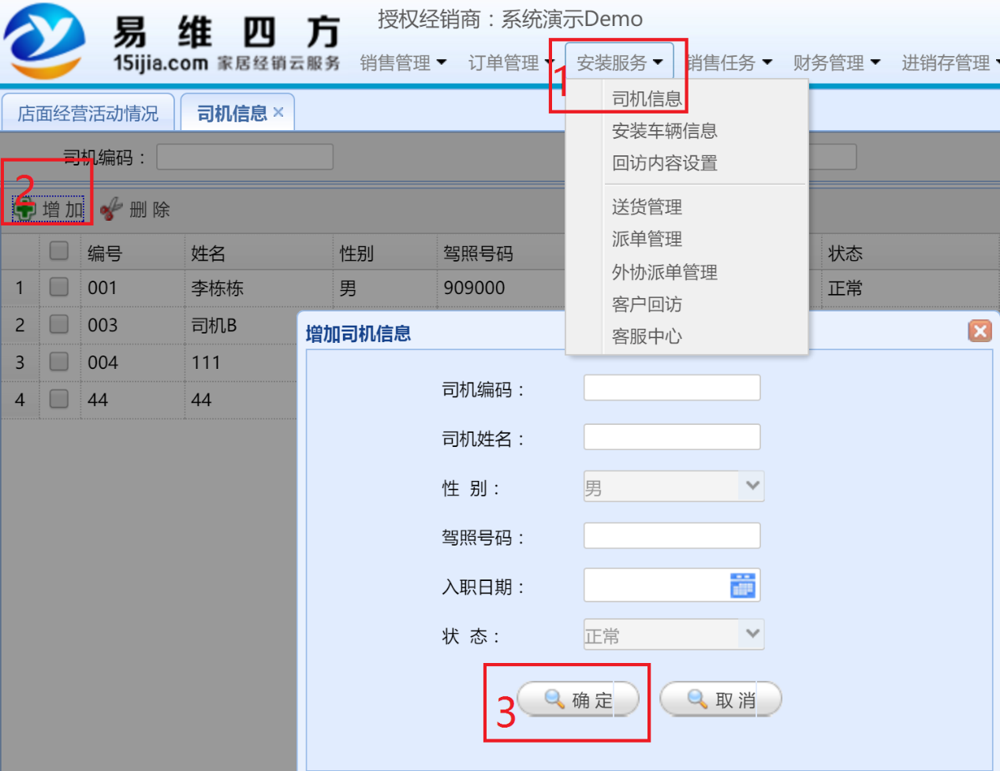 易维四方
15ijia.com 家居经销云服务
授权经销商：系统演示Demo
销售管理 订单管理 安装服务 销售任务 财务管理 进销存管理
1
司机信息
安装车辆信息
回访内容设置
送货管理
派单管理
外协派单管理
客户回访
客服中心
店面经营活动情况 司机信息
司机编码：
2
增加 删除
编号 姓名 性别 驾照号码 状态
1 001 李栋栋 男 909000 正常
2 003 司机B
3 004 111
4 44 44
增加司机信息
司机编码：
司机姓名：
性 别： 男
驾照号码：
入职日期：
状 态： 正常
3 确定 取消